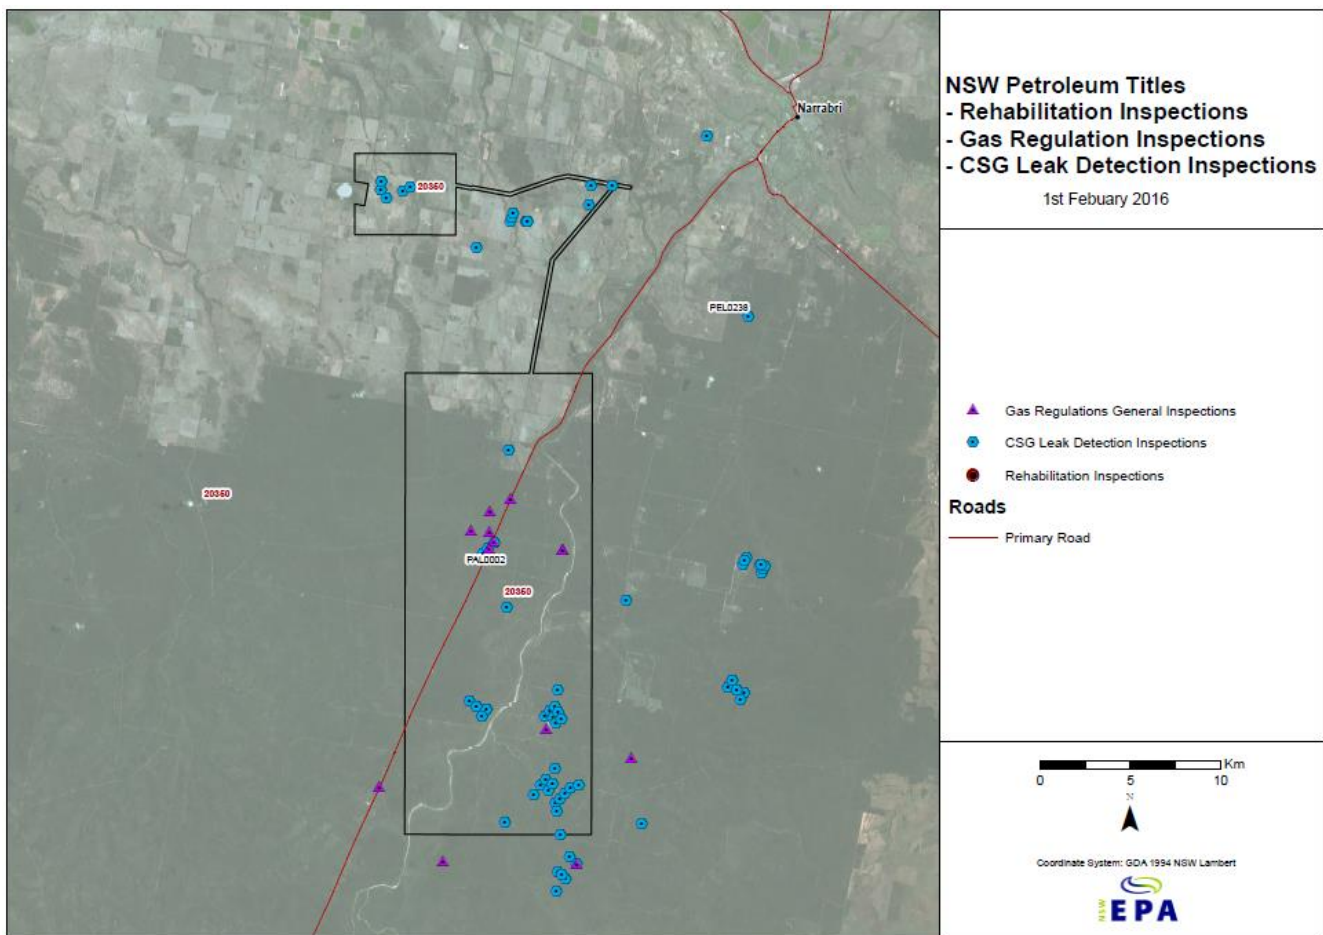 Narrabri
20350
PEL0238
20350
PAL0002
20350
NSW Petroleum Titles
- Rehabilitation Inspections
- Gas Regulation Inspections
- CSG Leak Detection Inspections
1st Febuary 2016
Gas Regulations General Inspections
CSG Leak Detection Inspections
Rehabilitation Inspections
Roads
Primary Road
Km
0 5 10
N
Coordinate System: GDA 1994 NSW Lambert
NSW EPA